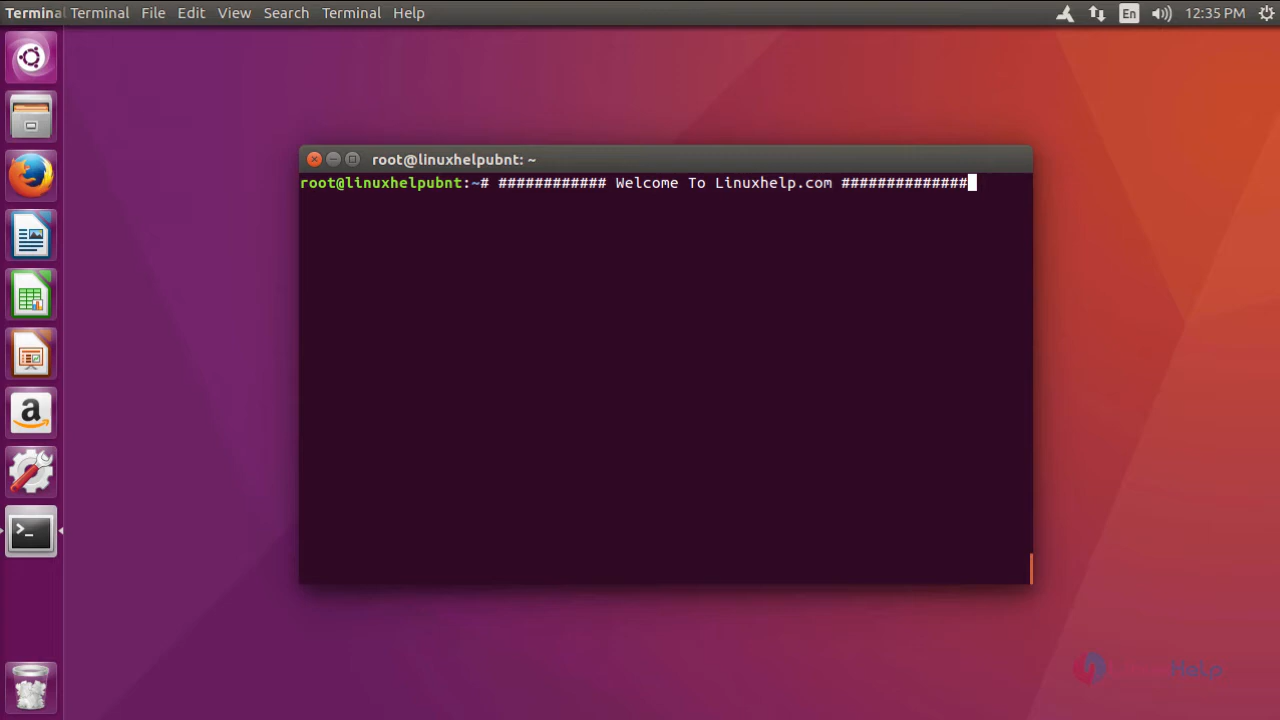 Terminal Terminal File Edit View Search Terminal Help En 12:35 PM
root@linuxhelpubnt: ~
root@linuxhelpubnt:~# ############ Welcome To Linuxhelp.com ##############
a
>_
LinuxHelp